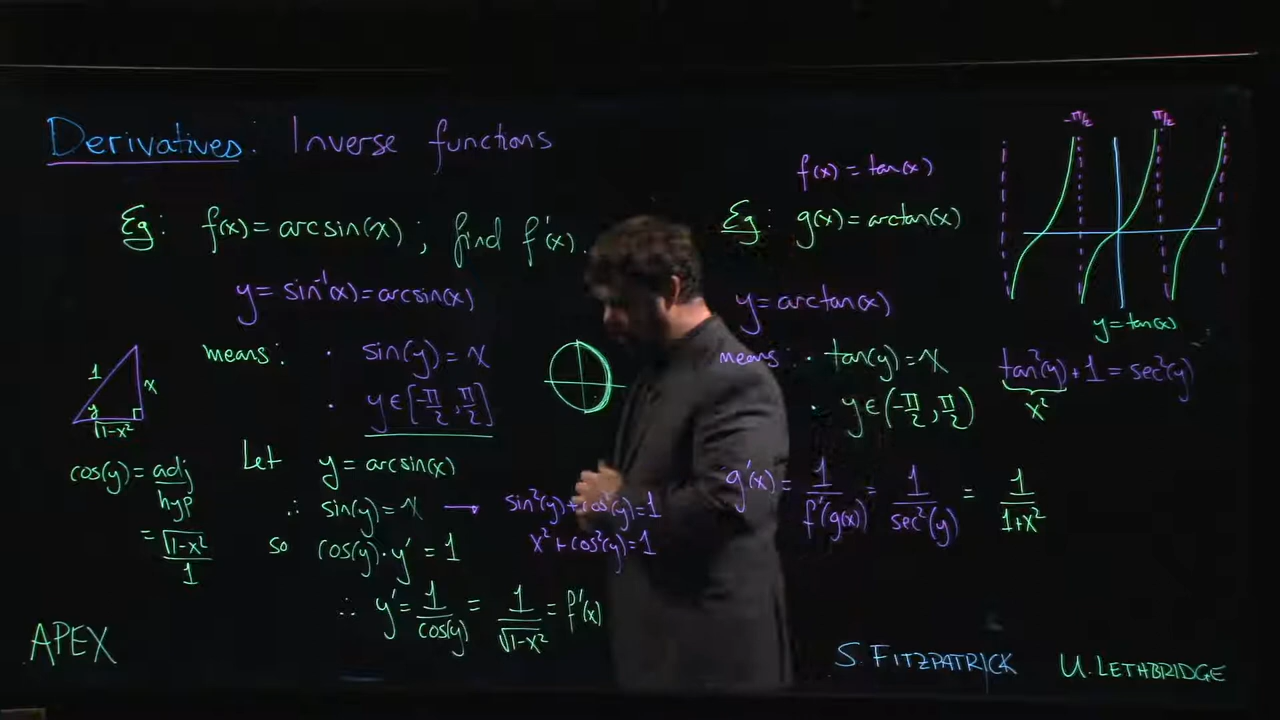 Derivatives: Inverse functions
Eg: f(x) = arcsin(x) ; find f'(x).
y = sin⁻¹(x) = arcsin(x)
means: · sin(y) = x
· y ∈ [-π/2, π/2]
1
x
y
√1-x²
cos(y) = adj/hyp
= √1-x²/1
Let y = arcsin(x)
∴ sin(y) = x → sin²(y) + cos²(y) = 1
x² + cos²(y) = 1
so cos(y)·y' = 1
∴ y' = 1/cos(y) = 1/√1-x² = f'(x)
APEX
f(x) = tan(x)
Eg: g(x) = arctan(x)
y = arctan(x)
means: · tan(y) = x
· y ∈ (-π/2, π/2)
g'(x) = 1/f'(g(x)) = 1/sec²(y) = 1/1+x²
-π/2 π/2
y = tan(x)
tan²(y) + 1 = sec²(y)
x²
S. FITZPATRICK U. LETHBRIDGE